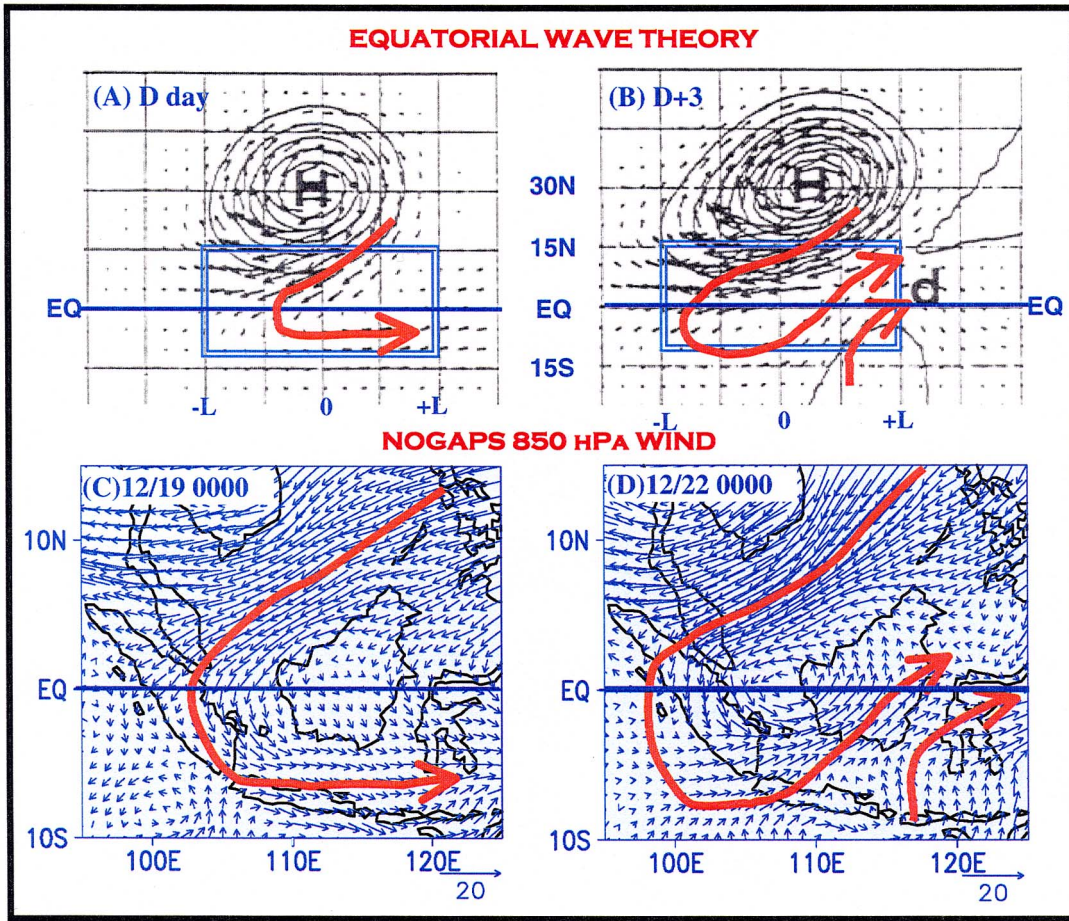 EQUATORIAL WAVE THEORY
(A) D day
(B) D+3
H
H
30N
15N
d
EQ
EQ
EQ
15S
-L
0
+L
-L
0
+L
NOGAPS 850 HPA WIND
(C)12/19 0000
(D)12/22 0000
10N
10N
EQ
EQ
10S
10S
100E
110E
120E
100E
110E
120E
20
20